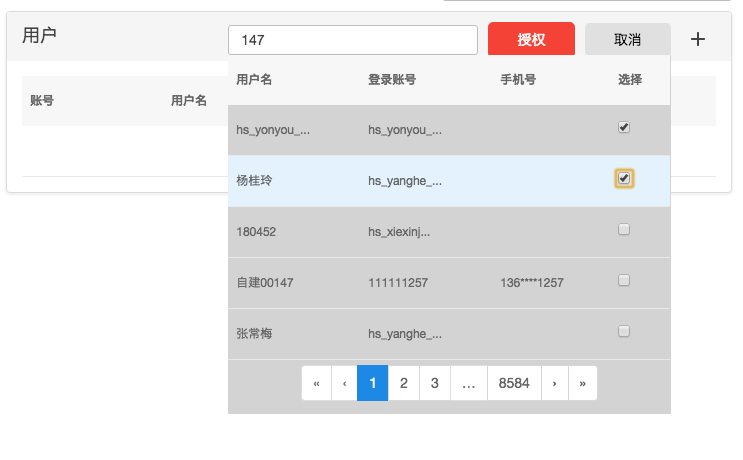 用户
147 授权 取消 +
账号 用户名
用户名 登录账号 手机号 选择
hs_yonyou_... hs_yonyou_...
杨桂玲 hs_yanghe_...
180452 hs_xiexinj...
自建00147 111111257 136****1257
张常梅 hs_yanghe_...
« ‹ 1 2 3 ... 8584 › »